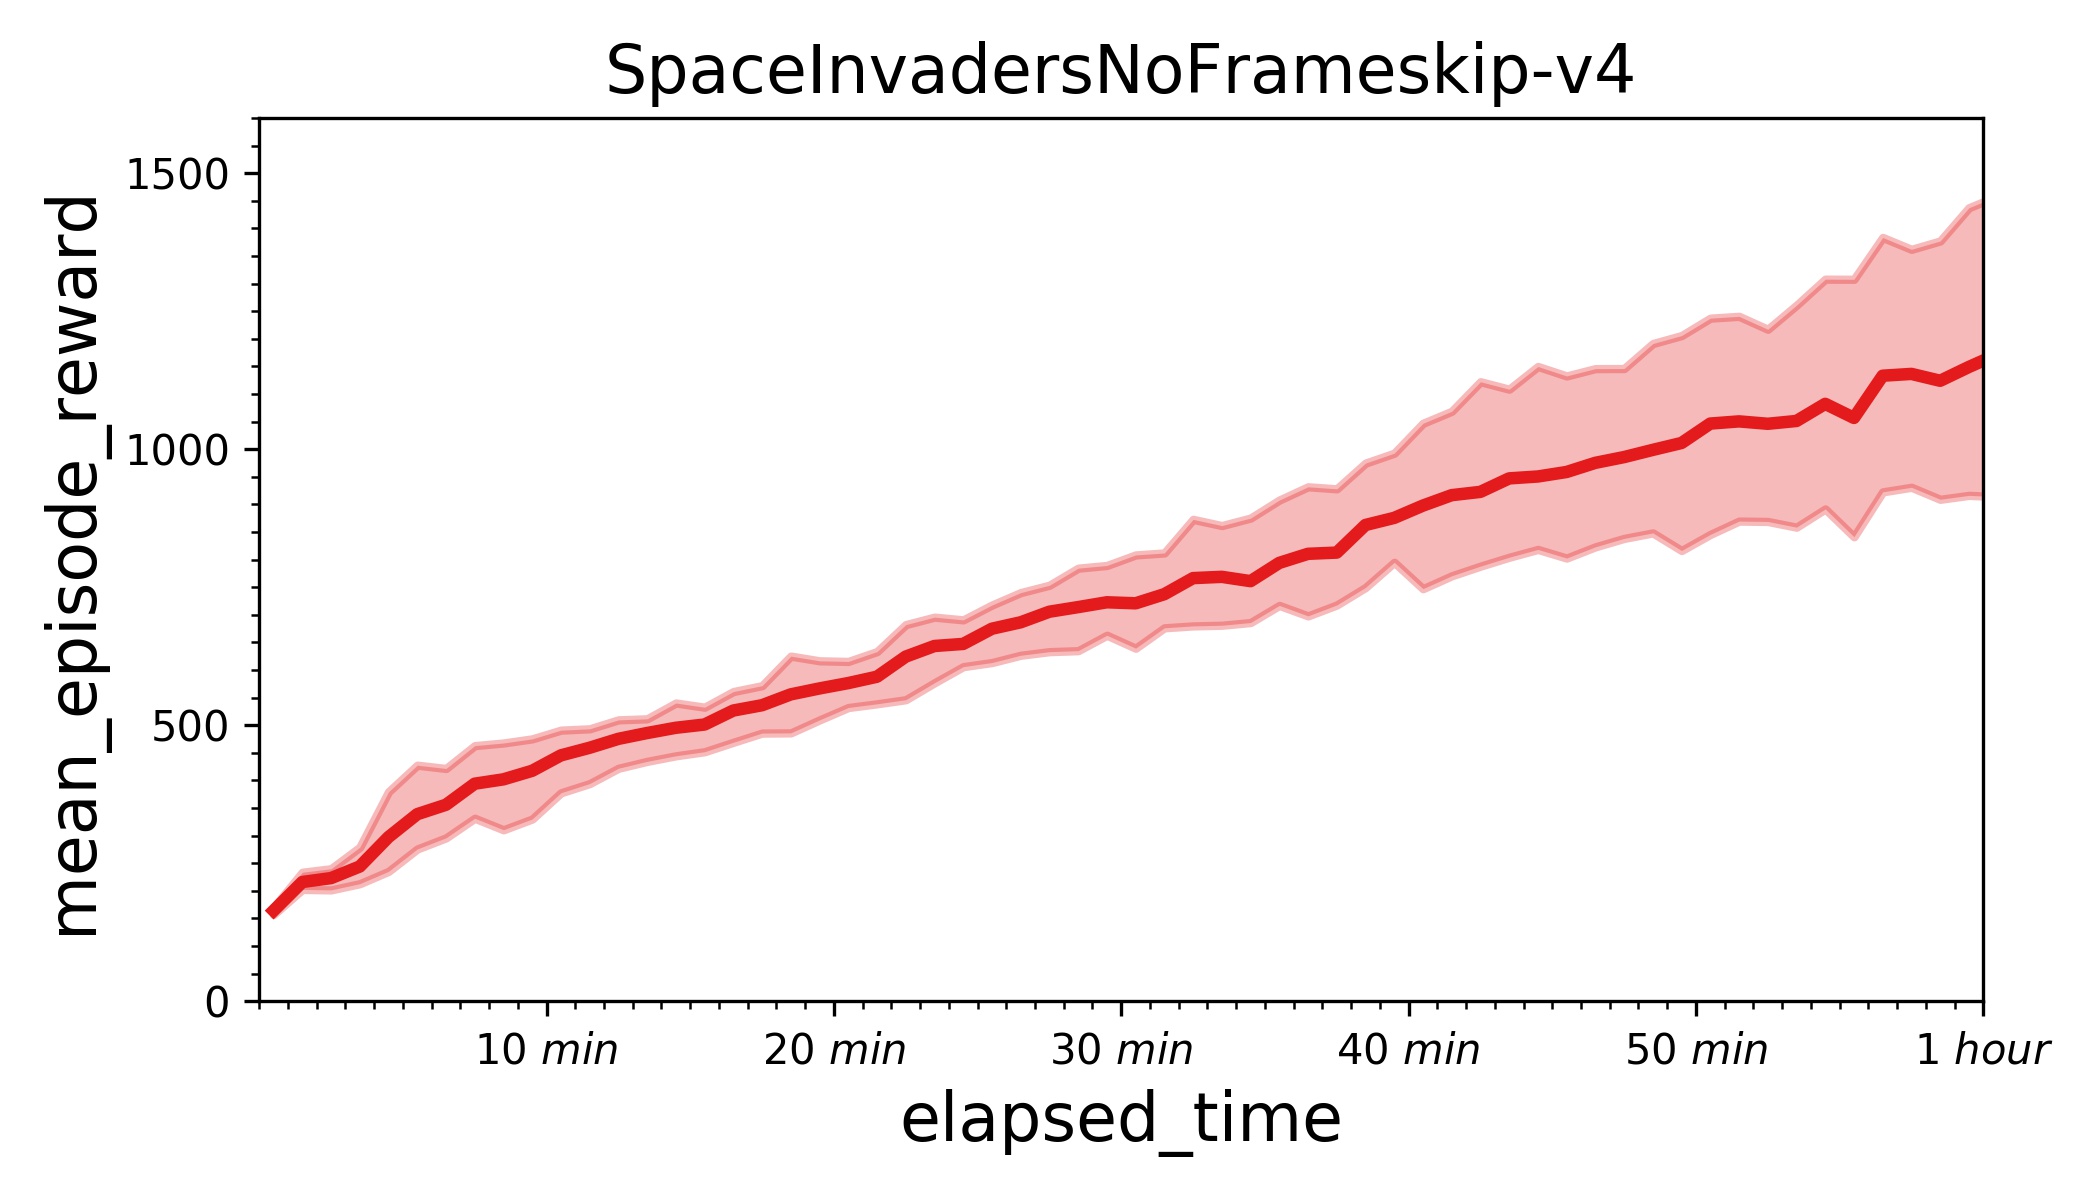 SpaceInvadersNoFrameskip-v4
mean_episode_reward
1500
1000
500
0
10 min 20 min 30 min 40 min 50 min 1 hour
elapsed_time